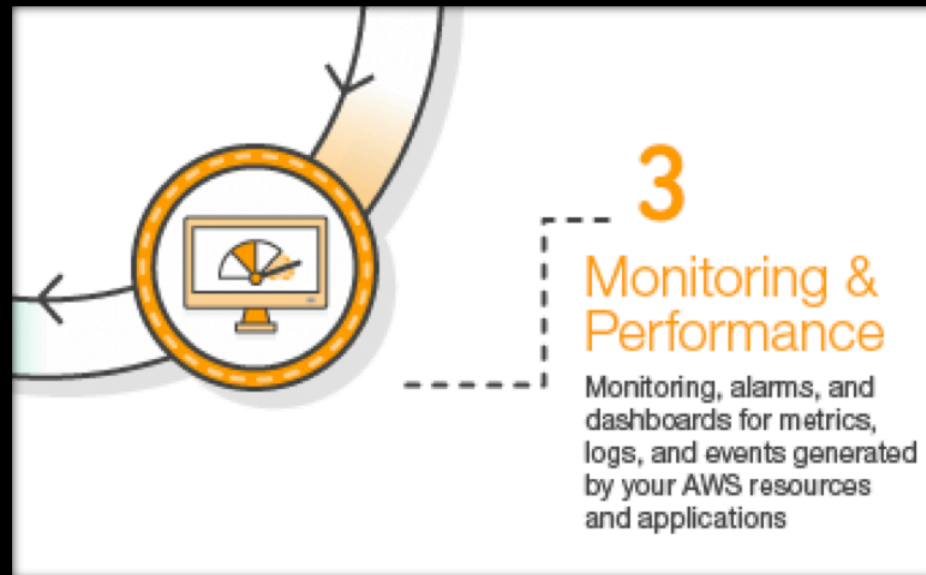 3
Monitoring &
Performance
Monitoring, alarms, and
dashboards for metrics,
logs, and events generated
by your AWS resources
and applications